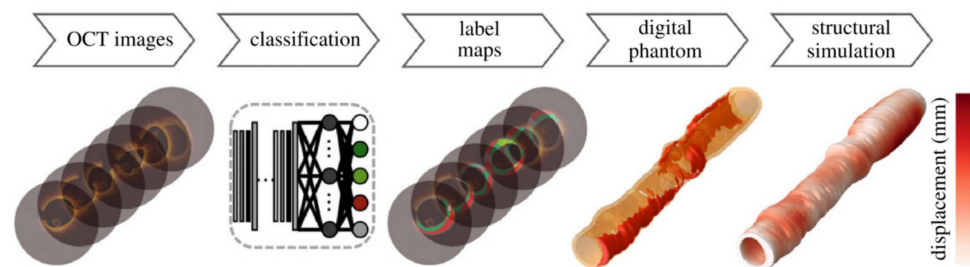 OCT images
classification
label
maps
digital
phantom
structural
simulation
displacement (mm)